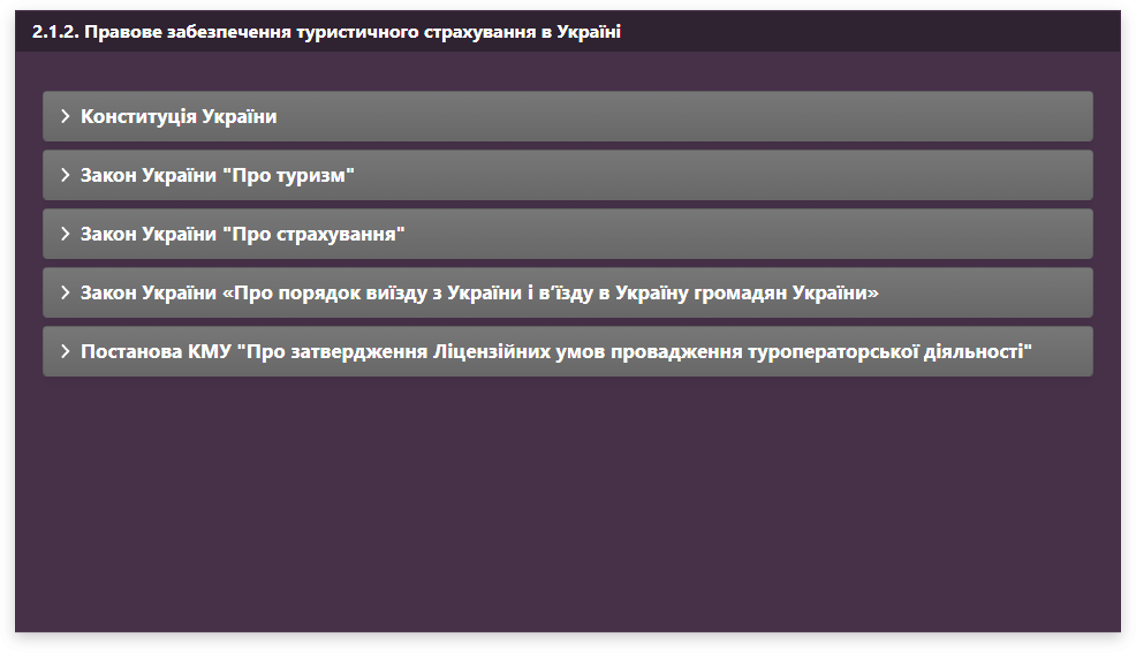 2.1.2. Правове забезпечення туристичного страхування в Україні
Конституція України
Закон України "Про туризм"
Закон України "Про страхування"
Закон України «Про порядок виїзду з України і в’їзду в Україну громадян України»
Постанова КМУ "Про затвердження Ліцензійних умов провадження туроператорської діяльності"